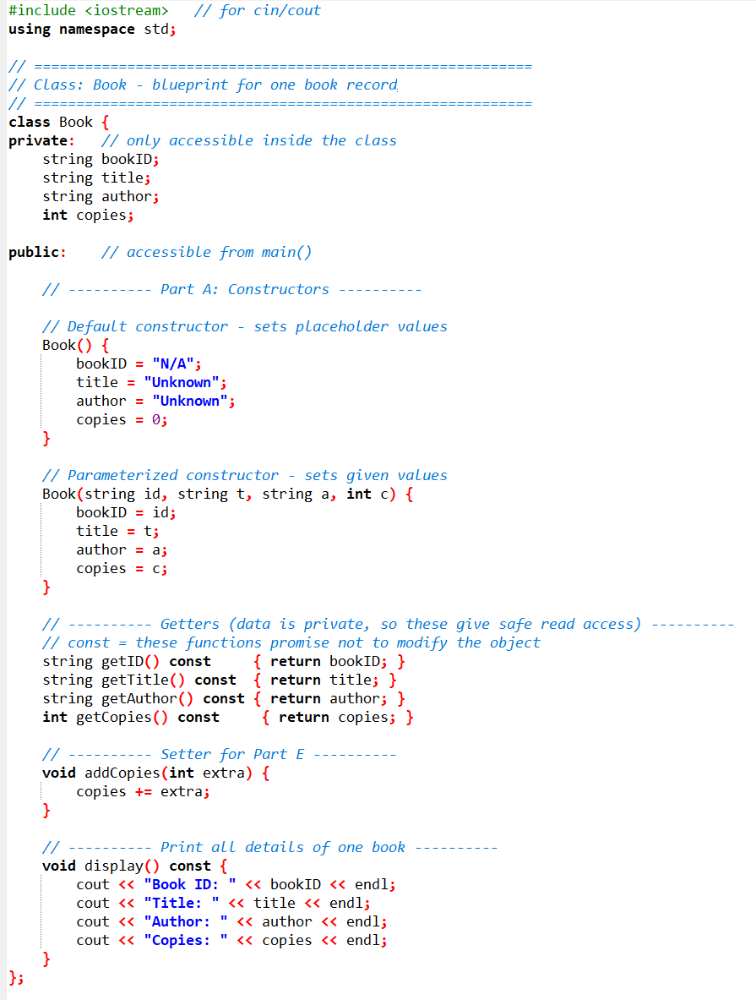 #include <iostream>   // for cin/cout
using namespace std;
// ===========================================================
// Class: Book - blueprint for one book record
// ===========================================================
class Book {
private:   // only accessible inside the class
    string bookID;
    string title;
    string author;
    int copies;
public:    // accessible from main()
    // ---------- Part A: Constructors ----------
    // Default constructor - sets placeholder values
    Book() {
        bookID = "N/A";
        title = "Unknown";
        author = "Unknown";
        copies = 0;
    }
    // Parameterized constructor - sets given values
    Book(string id, string t, string a, int c) {
        bookID = id;
        title = t;
        author = a;
        copies = c;
    }
    // ---------- Getters (data is private, so these give safe read access) ----------
    // const = these functions promise not to modify the object
    string getID() const     { return bookID; }
    string getTitle() const  { return title; }
    string getAuthor() const { return author; }
    int getCopies() const     { return copies; }
    // ---------- Setter for Part E ----------
    void addCopies(int extra) {
        copies += extra;
    }
    // ---------- Print all details of one book ----------
    void display() const {
        cout << "Book ID: " << bookID << endl;
        cout << "Title: " << title << endl;
        cout << "Author: " << author << endl;
        cout << "Copies: " << copies << endl;
    }
};